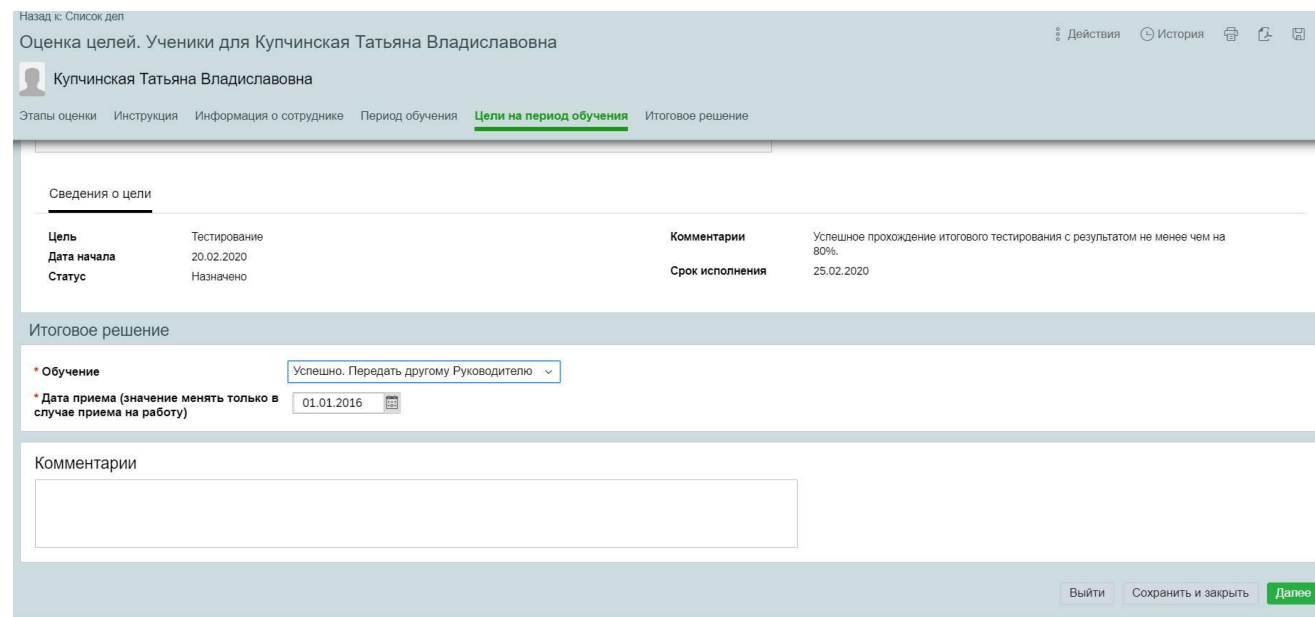 Назад к: Список дел
Оценка целей. Ученики для Купчинская Татьяна Владиславовна
Действия История
Купчинская Татьяна Владиславовна
Этапы оценки Инструкция Информация о сотруднике Период обучения Цели на период обучения Итоговое решение
Сведения о цели
Цель Тестирование
Дата начала 20.02.2020
Статус Назначено
Комментарии Успешное прохождение итогового тестирования с результатом не менее чем на
80%.
Срок исполнения 25.02.2020
Итоговое решение
* Обучение Успешно. Передать другому Руководителю
* Дата приема (значение менять только в
случае приема на работу) 01.01.2016
Комментарии
Выйти Сохранить и закрыть Далее